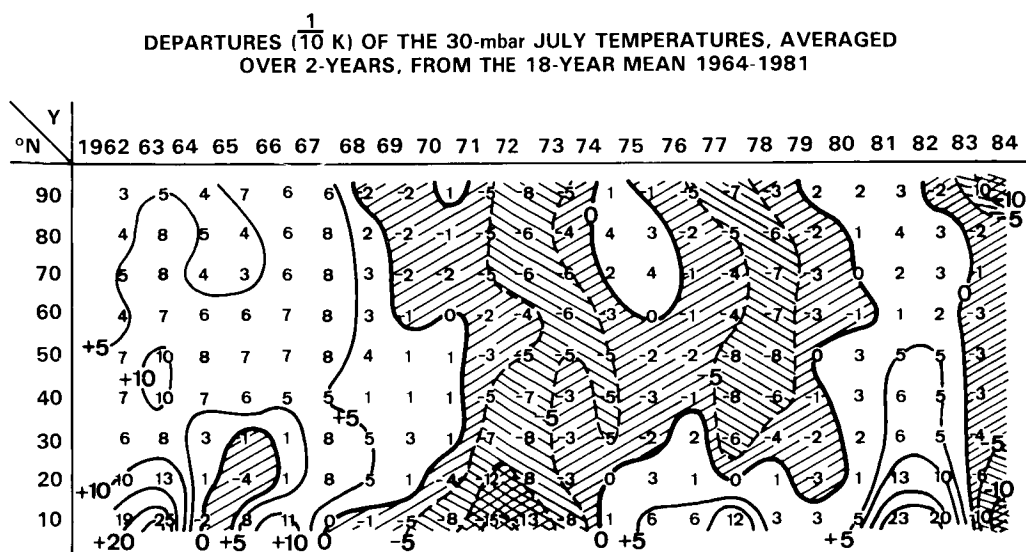 DEPARTURES (1/10 K) OF THE 30-mbar JULY TEMPERATURES, AVERAGED
OVER 2-YEARS, FROM THE 18-YEAR MEAN 1964-1981
Y
°N 1962 63 64 65 66 67 68 69 70 71 72 73 74 75 76 77 78 79 80 81 82 83 84
90 3 5 4 7 6 6 -2 -2 1 -5 -8 -5 1 -1 -5 -7 -3 2 2 3 -2 -10 -10
0 -5
80 4 8 5 4 6 8 2 -2 -1 -5 -6 -4 4 3 -2 -5 -6 -2 1 4 3 -2
70 5 8 4 3 6 8 3 -2 -2 -5 -6 -6 2 4 -1 -4 -7 -3 0 2 3 -1
0
60 4 7 6 6 7 8 3 -1 0 -2 -4 -6 -3 0 -1 -4 -7 -3 -1 1 2 -3
50 +5 7 10 8 7 7 8 4 1 1 -3 -5 -5 -5 -2 -2 -8 -8 0 3 5 5 -3
+10 -5
40 7 10 7 6 5 5 1 1 1 -5 -7 -3 -5 -3 -1 -8 -6 -1 3 6 5 -3
+5 -5
30 6 8 3 -1 1 8 5 3 1 -7 -8 -3 -5 -2 2 -6 -4 -2 2 6 5 -4 -5
20 10 13 1 -4 1 8 5 1 -4 -12 -8 -3 0 3 1 0 1 -3 1 13 10 -6
+10 -10
10 19 25 -2 8 11 0 -1 -5 -8 -15 -13 -8 1 6 6 12 3 3 5 23 20 -10
+20 0 +5 +10 0 -5 0 +5 +5